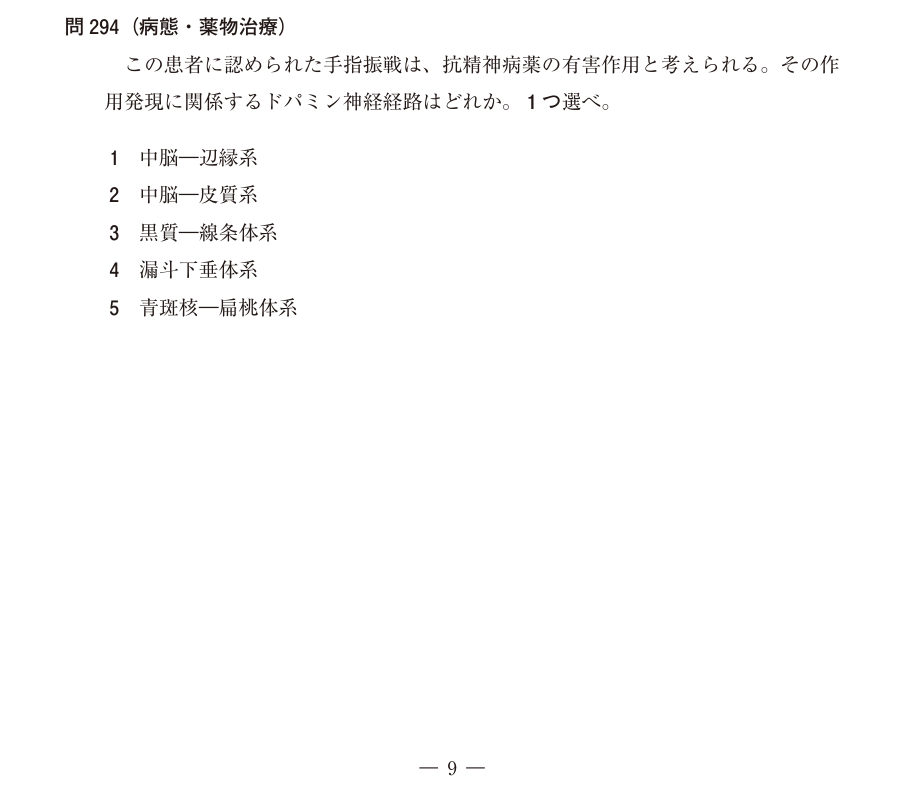 問 294（病態・薬物治療）
この患者に認められた手指振戦は、抗精神病薬の有害作用と考えられる。その作
用発現に関係するドパミン神経経路はどれか。1つ選べ。
1 中脳―辺縁系
2 中脳―皮質系
3 黒質―線条体系
4 漏斗下垂体系
5 青斑核―扁桃体系
― 9 ―